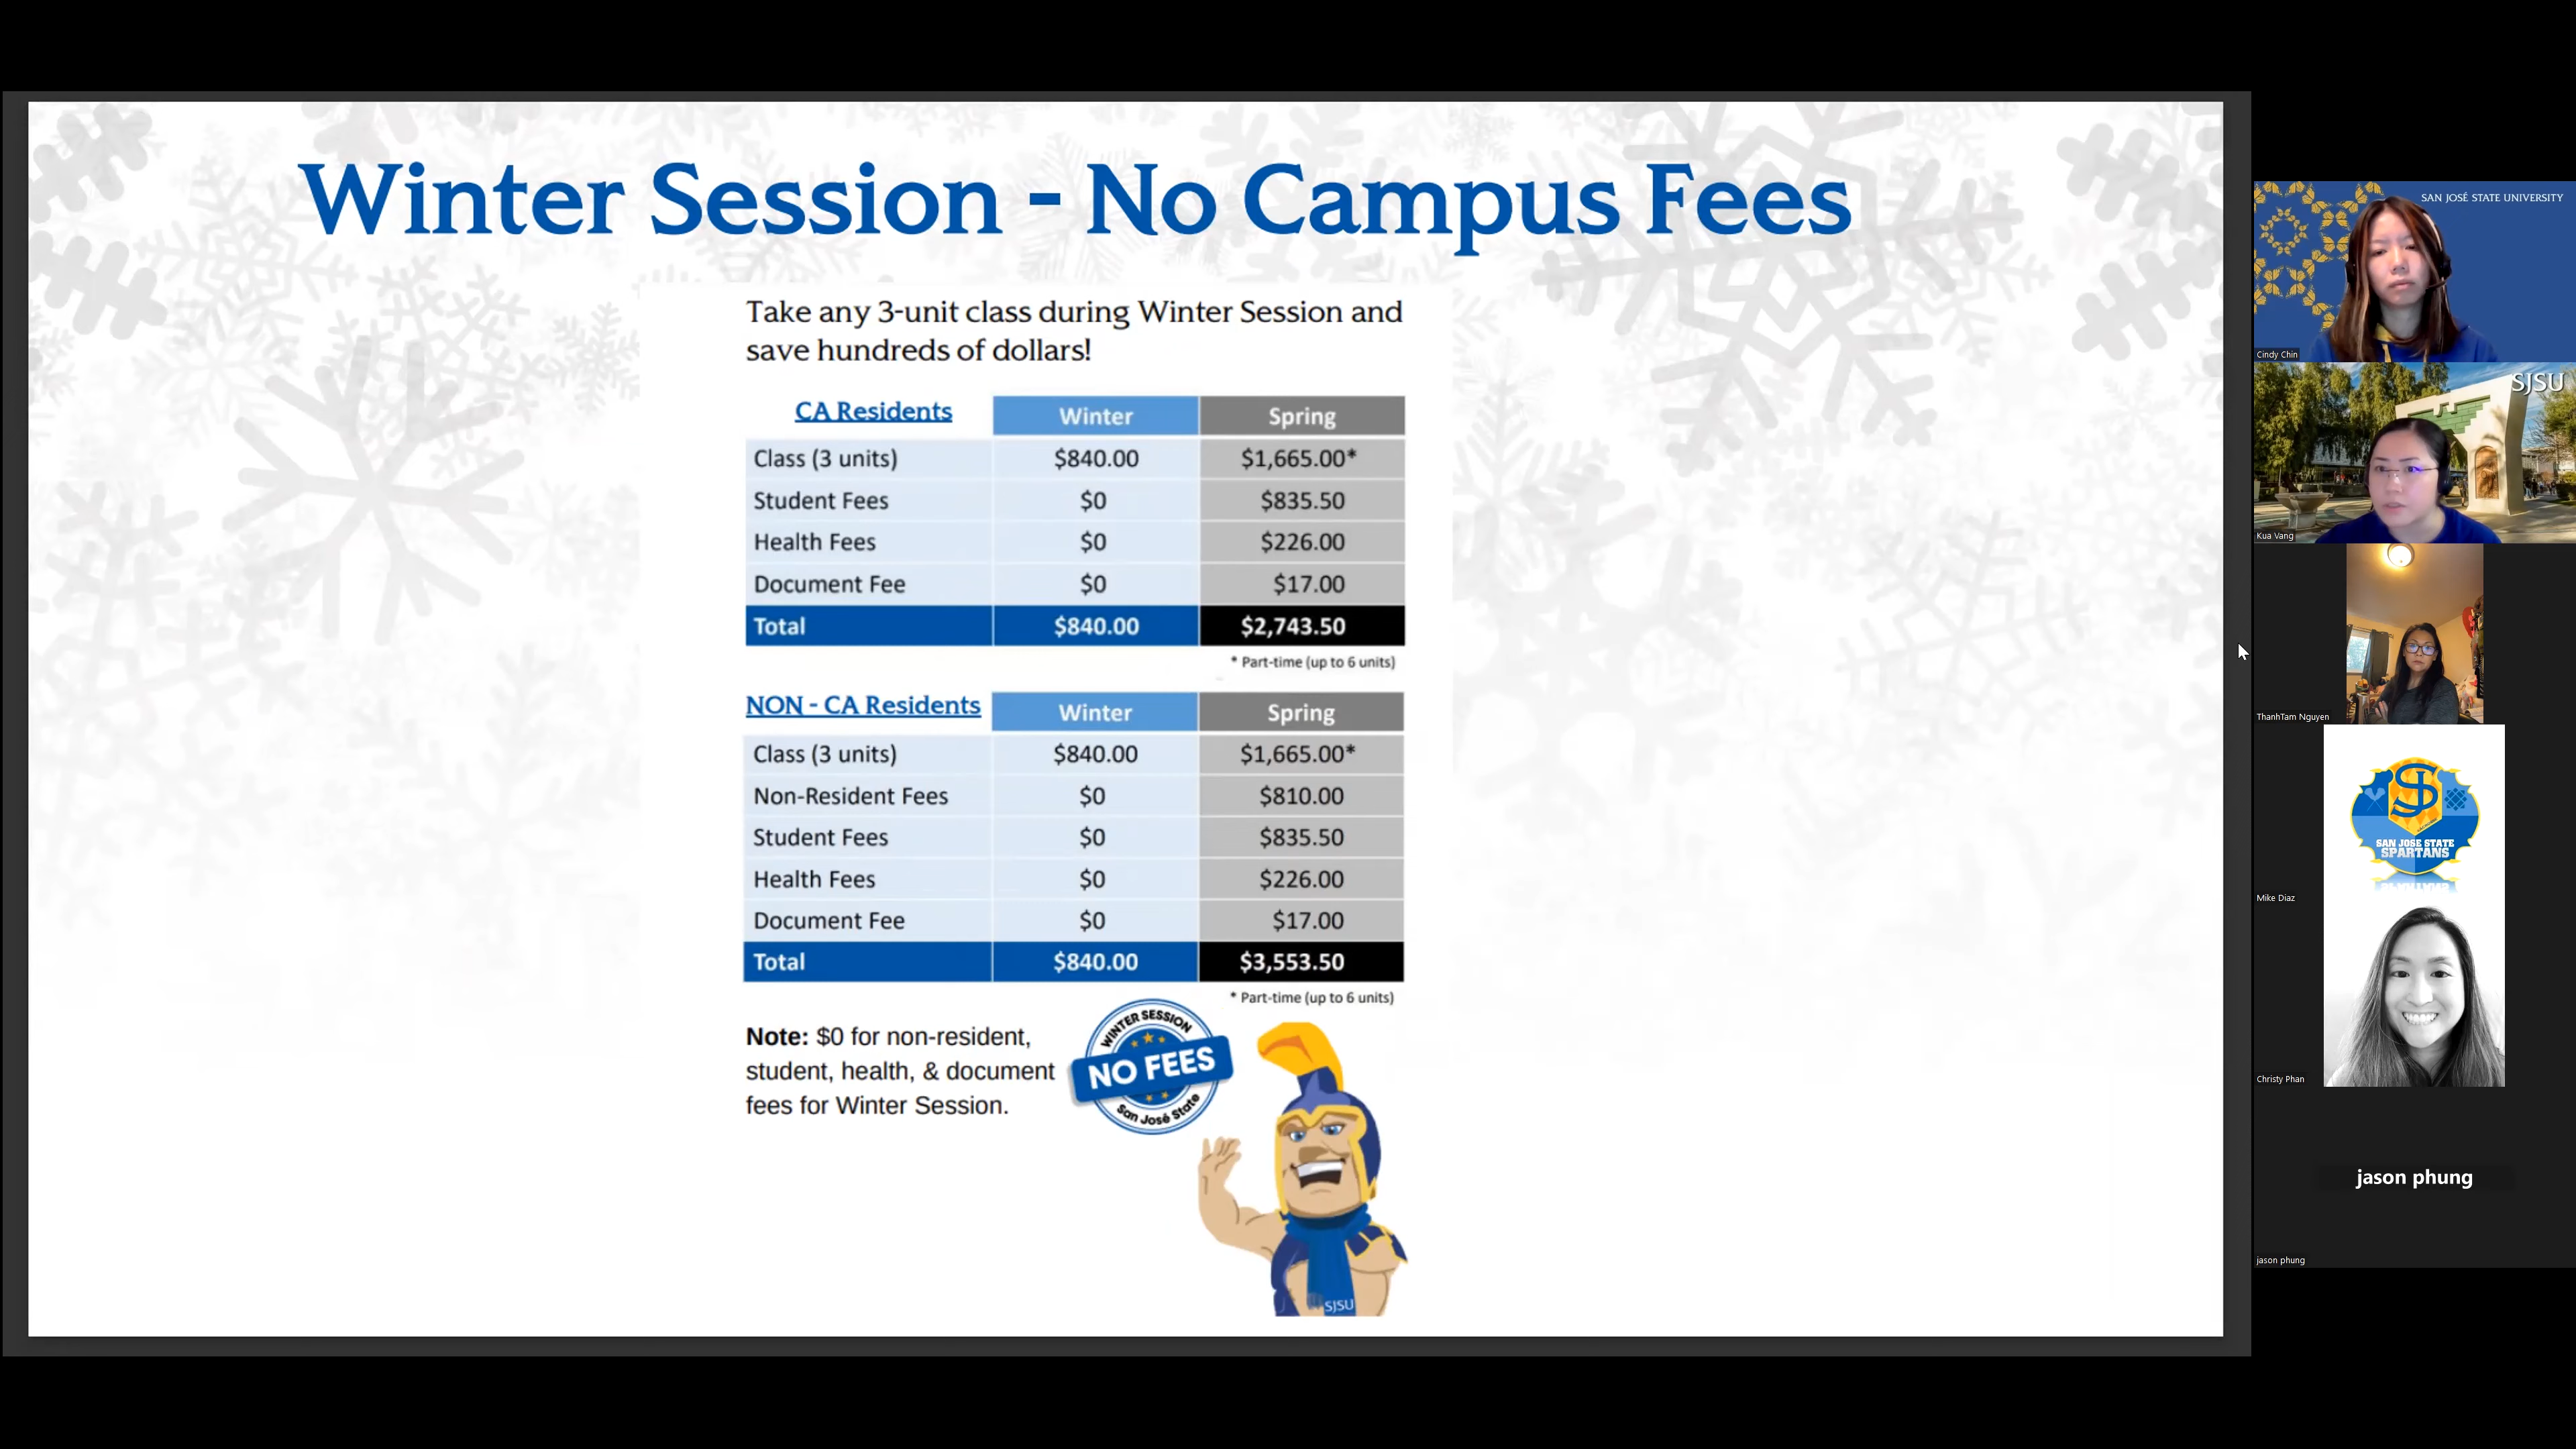 Winter Session - No Campus Fees
Take any 3-unit class during Winter Session and
save hundreds of dollars!
CA Residents Winter Spring
Class (3 units) $840.00 $1,665.00*
Student Fees $0 $835.50
Health Fees $0 $226.00
Document Fee $0 $17.00
Total $840.00 $2,743.50
* Part-time (up to 6 units)
NON - CA Residents Winter Spring
Class (3 units) $840.00 $1,665.00*
Non-Resident Fees $0 $810.00
Student Fees $0 $835.50
Health Fees $0 $226.00
Document Fee $0 $17.00
Total $840.00 $3,553.50
* Part-time (up to 6 units)
Note: $0 for non-resident,
student, health, & document
fees for Winter Session.
WINTER SESSION
NO FEES
San José State
SJSU
SAN JOSÉ STATE UNIVERSITY
Cindy Chin
SJSU
Kua Vang
ThanhTam Nguyen
SJ
SAN JOSE STATE
SPARTANS
Mike Diaz
Christy Phan
jason phung
jason phung